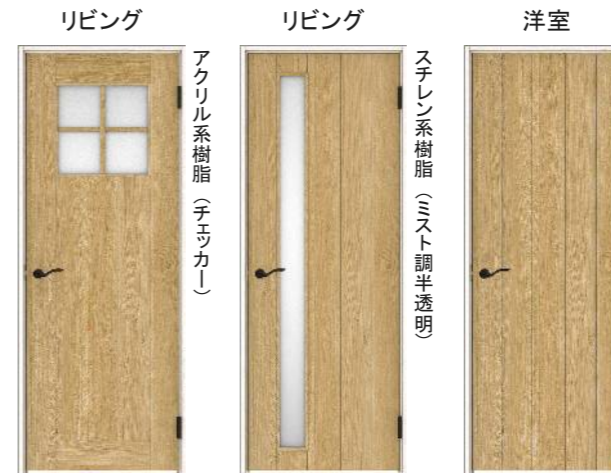 リビング
アクリル系樹脂（チェッカー）
リビング
スチレン系樹脂（ミスト調半透明）
洋室